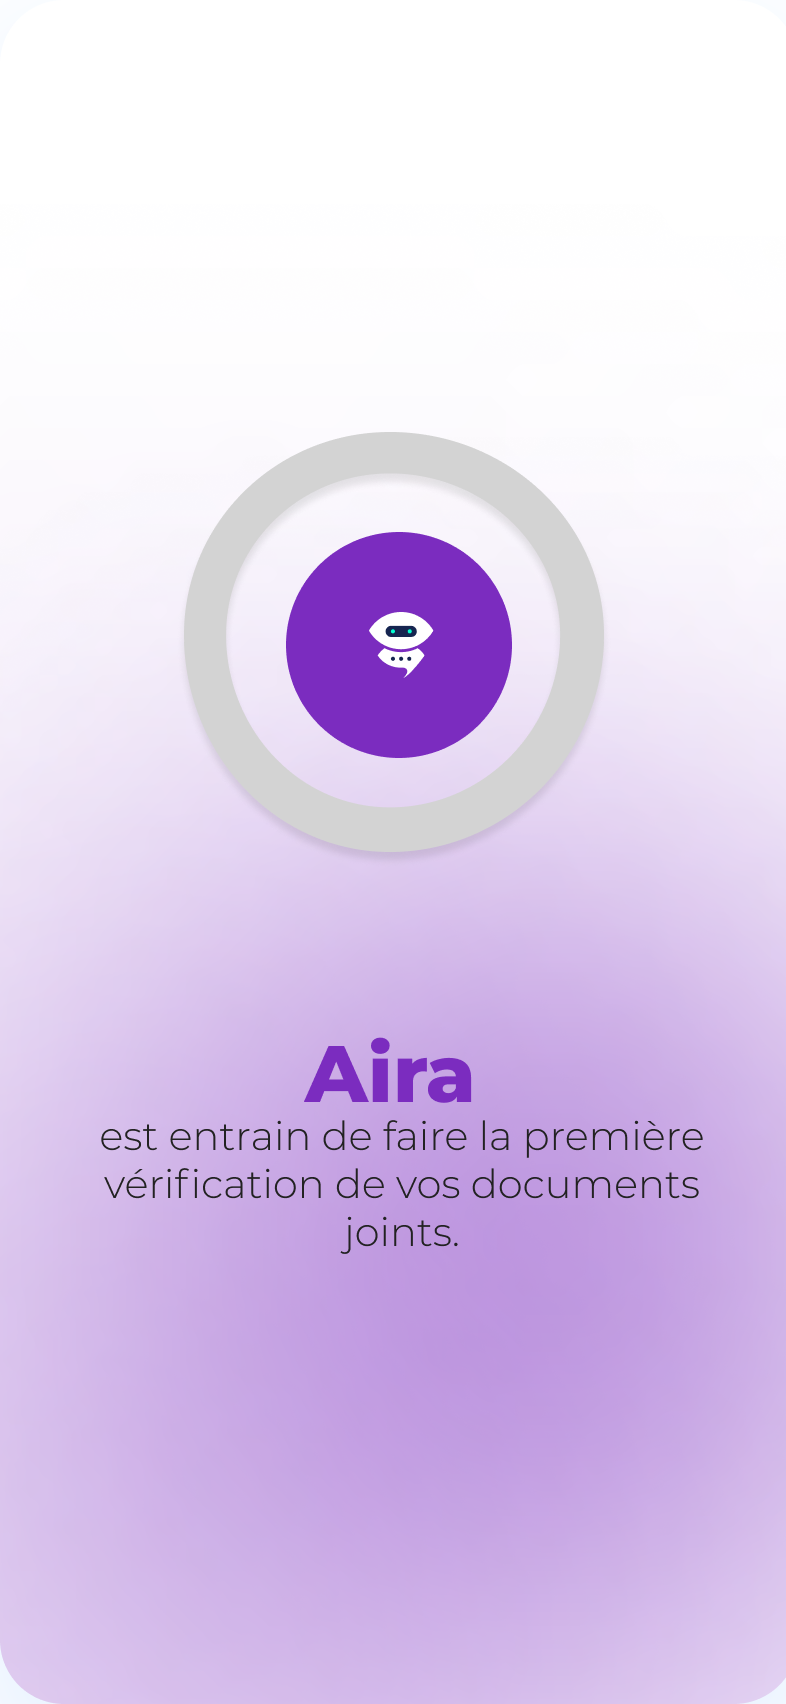 Aira
est entrain de faire la première
vérification de vos documents
joints.